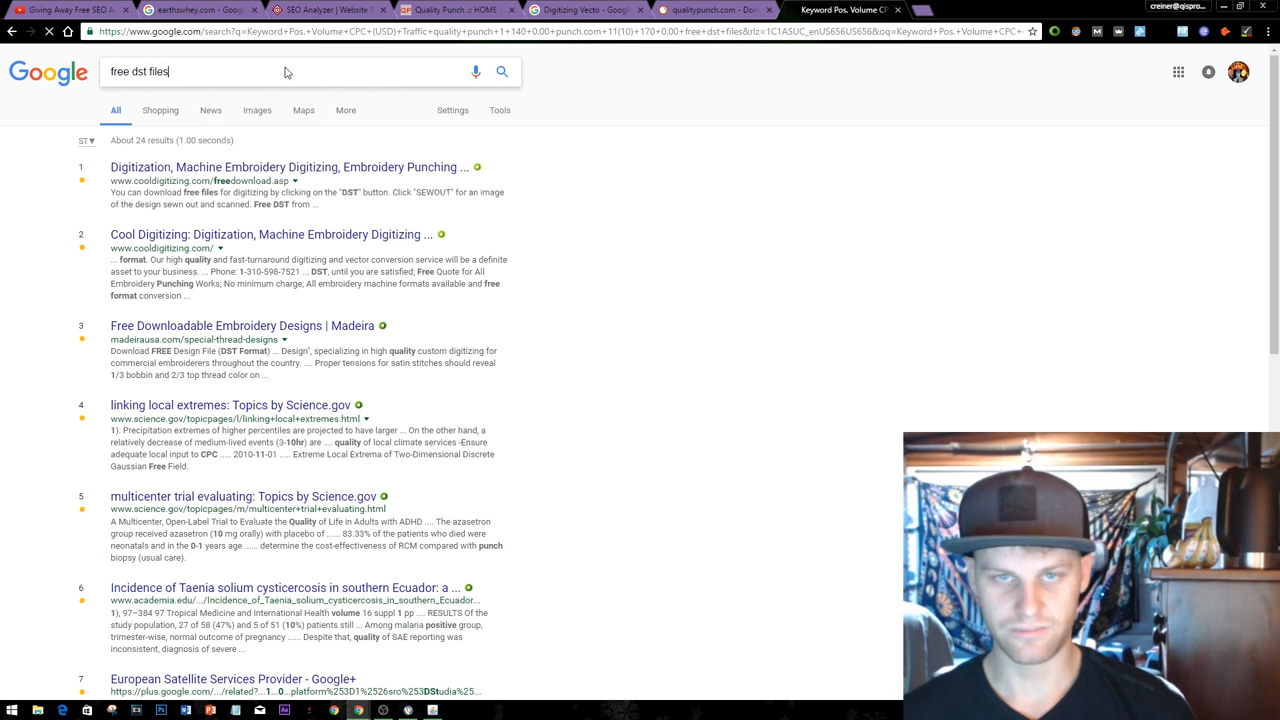 Giving Away Free SEO A
earthswhey.com - Goog
SEO Analyzer | Website R
Quality Punch :: HOME
Digitizing Vecto - Google
qualitypunch.com - Dom
Keyword Pos. Volume CP
creiner@qispro...
https://www.google.com/search?q=Keyword+Pos.+Volume+CPC+(USD)+Traffic+quality+punch+1+140+0.00+punch.com+11(10)+170+0.00+free+dst+files&rlz=1C1ASUC_enUS656US656&oq=Keyword+Pos.+Volume+CPC+
Google
free dst files
All Shopping News Images Maps More Settings Tools
ST▼ About 24 results (1.00 seconds)
1 Digitization, Machine Embroidery Digitizing, Embroidery Punching ...
www.cooldigitizing.com/freedownload.asp
You can download free files for digitizing by clicking on the "DST" button. Click "SEWOUT" for an image
of the design sewn out and scanned. Free DST from ...
2 Cool Digitizing: Digitization, Machine Embroidery Digitizing ...
www.cooldigitizing.com/
... format. Our high quality and fast-turnaround digitizing and vector conversion service will be a definite
asset to your business. ... Phone: 1-310-598-7521 ... DST, until you are satisfied; Free Quote for All
Embroidery Punching Works; No minimum charge; All embroidery machine formats available and free
format conversion ...
3 Free Downloadable Embroidery Designs | Madeira
madeirausa.com/special-thread-designs
Download FREE Design File (DST Format) ... Design", specializing in high quality custom digitizing for
commercial embroiderers throughout the country. .... Proper tensions for satin stitches should reveal
1/3 bobbin and 2/3 top thread color on ...
4 linking local extremes: Topics by Science.gov
www.science.gov/topicpages/l/linking+local+extremes.html
1). Precipitation extremes of higher percentiles are projected to have larger ... On the other hand, a
relatively decrease of medium-lived events (3-10hr) are .... quality of local climate services -Ensure
adequate local input to CPC ..... 2010-11-01 ..... Extreme Local Extrema of Two-Dimensional Discrete
Gaussian Free Field.
5 multicenter trial evaluating: Topics by Science.gov
www.science.gov/topicpages/m/multicenter+trial+evaluating.html
A Multicenter, Open-Label Trial to Evaluate the Quality of Life in Adults with ADHD .... The azasetron
group received azasetron (10 mg orally) with placebo of ...... 83.33% of the patients who died were
neonatals and in the 0-1 years age ...... determine the cost-effectiveness of RCM compared with punch
biopsy (usual care).
6 Incidence of Taenia solium cysticercosis in southern Ecuador: a ...
www.academia.edu/.../Incidence_of_Taenia_solium_cysticercosis_in_southern_Ecuador...
1), 97–384 97 Tropical Medicine and International Health volume 16 suppl 1 pp .... RESULTS Of the
study population, 27 of 58 (47%) and 5 of 51 (10%) patients still ... Among malaria positive group,
trimester-wise, normal outcome of pregnancy ...... Despite that, quality of SAE reporting was
inconsistent, diagnosis of severe ...
7 European Satellite Services Provider - Google+
https://plus.google.com/.../related?...1...0...platform%253D1%2526sro%253DStudia%25...